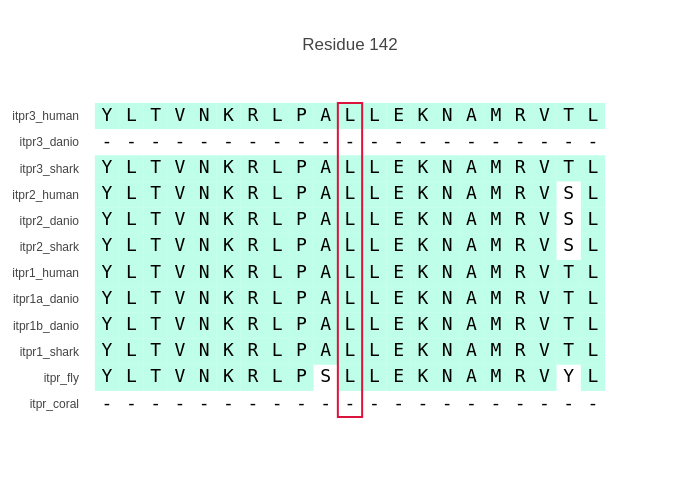 Residue 142
itpr3_human Y L T V N K R L P A L L E K N A M R V T L
itpr3_danio - - - - - - - - - - - - - - - - - - - - -
itpr3_shark Y L T V N K R L P A L L E K N A M R V T L
itpr2_human Y L T V N K R L P A L L E K N A M R V S L
itpr2_danio Y L T V N K R L P A L L E K N A M R V S L
itpr2_shark Y L T V N K R L P A L L E K N A M R V S L
itpr1_human Y L T V N K R L P A L L E K N A M R V T L
itpr1a_danio Y L T V N K R L P A L L E K N A M R V T L
itpr1b_danio Y L T V N K R L P A L L E K N A M R V T L
itpr1_shark Y L T V N K R L P A L L E K N A M R V T L
itpr_fly Y L T V N K R L P S L L E K N A M R V Y L
itpr_coral - - - - - - - - - - - - - - - - - - - - -